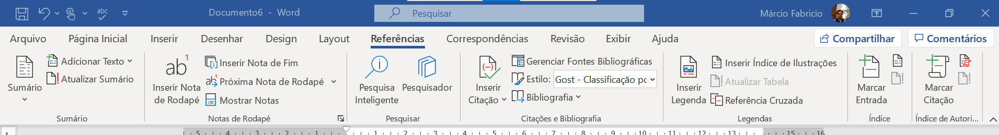 abc
Documento6 - Word
Pesquisar
Márcio Fabricio
Arquivo Página Inicial Inserir Desenhar Design Layout Referências Correspondências Revisão Exibir Ajuda Compartilhar Comentários
Sumário
Adicionar Texto
Atualizar Sumário
Sumário
ab1
Inserir Nota
de Rodapé
Inserir Nota de Fim
Próxima Nota de Rodapé
Mostrar Notas
Notas de Rodapé
Pesquisa
Inteligente
Pesquisador
Pesquisar
Inserir
Citação
Gerenciar Fontes Bibliográficas
Estilo: Gost - Classificação pc
Bibliografia
Citações e Bibliografia
Inserir
Legenda
Inserir Índice de Ilustrações
Atualizar Tabela
Referência Cruzada
Legendas
Marcar
Entrada
Índice
Marcar
Citação
Índice de Autori...
5 4 3 2 1 1 2 3 4 5 6 7 8 9 10 11 12 13 15 16